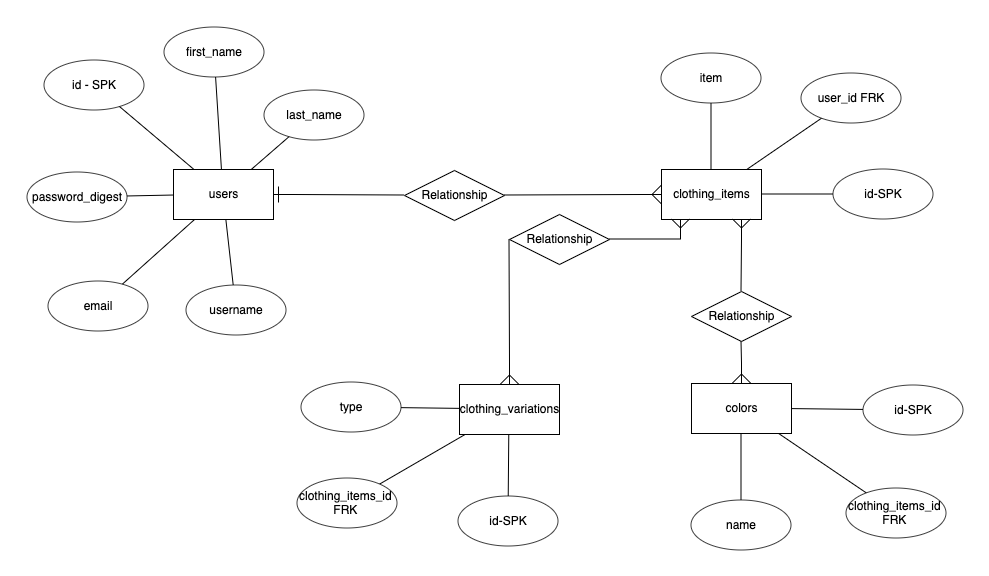 first_name
item
id - SPK
user_id FRK
last_name
users
Relationship
clothing_items
id-SPK
password_digest
Relationship
email
username
Relationship
type
clothing_variations
colors
id-SPK
clothing_items_id
FRK
id-SPK
name
clothing_items_id
FRK